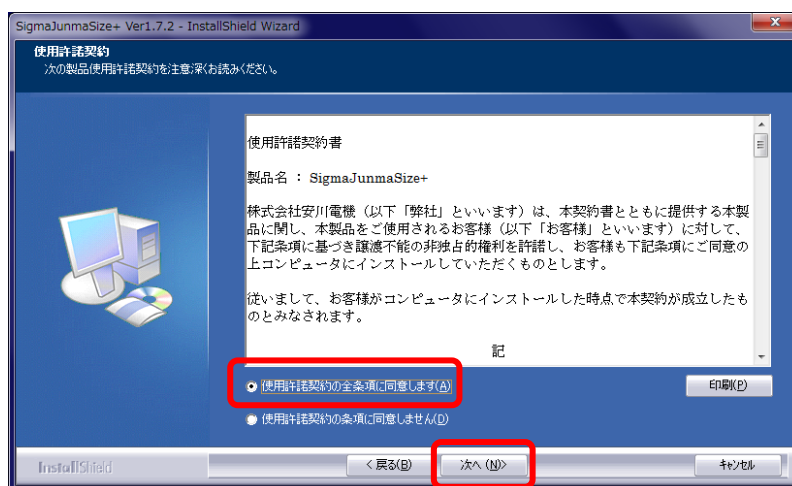 SigmaJunmaSize+ Ver1.7.2 - InstallShield Wizard
使用許諾契約
次の製品使用許諾契約を注意深くお読みください。
使用許諾契約書
製品名 ： SigmaJunmaSize+
株式会社安川電機（以下「弊社」といいます）は、本契約書とともに提供する本製
品に関し、本製品をご使用されるお客様（以下「お客様」といいます）に対して、
下記条項に基づき譲渡不能の非独占的権利を許諾し、お客様も下記条項にご同意の
上コンピュータにインストールしていただくものとします。
従いまして、お客様がコンピュータにインストールした時点で本契約が成立したも
のとみなされます。
記
使用許諾契約の全条項に同意します(A)
印刷(P)
使用許諾契約の条項に同意しません(D)
InstallShield
< 戻る(B)
次へ (N)>
キャンセル